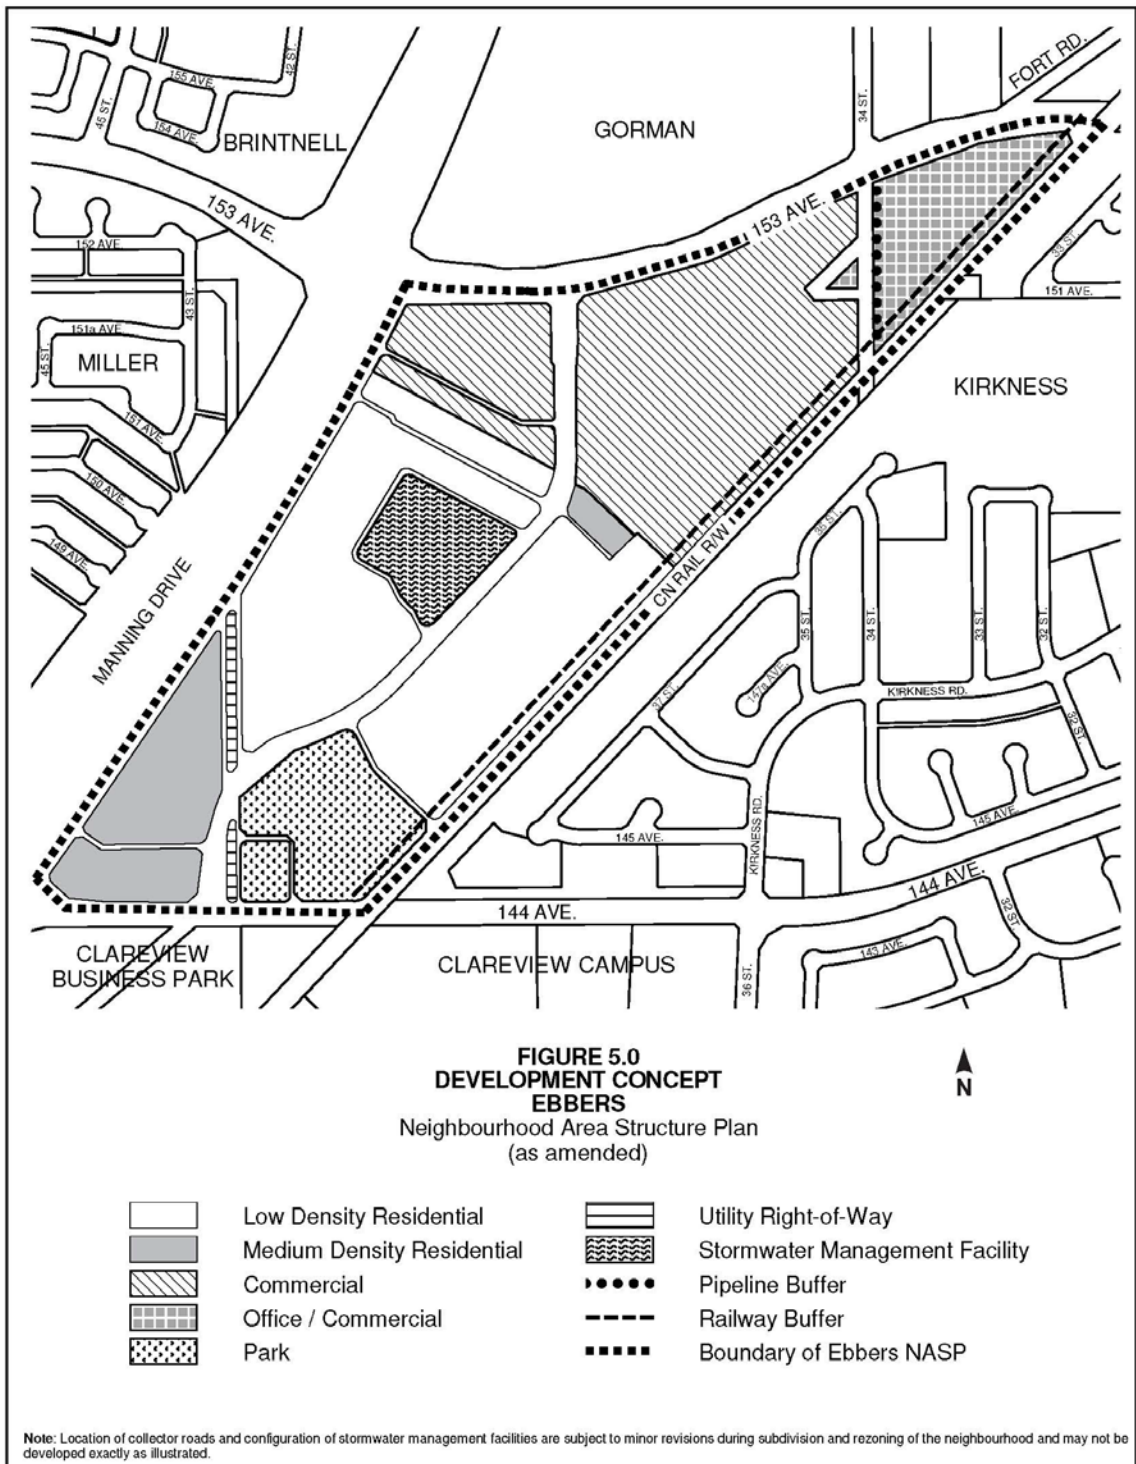 42 ST.
155 AVE.
45 ST.
154 AVE.
BRINTNELL
GORMAN
34 ST.
FORT RD.
153 AVE.
153 AVE.
152 AVE.
43 ST.
33 ST.
151 AVE.
151a AVE.
45 ST.
MILLER
KIRKNESS
151 AVE.
150 AVE.
149 AVE.
36 ST.
CN RAIL R/W
MANNING DRIVE
35 ST.
34 ST.
33 ST.
32 ST.
147a AVE.
37 ST.
KIRKNESS RD.
32 ST.
145 AVE.
KIRKNESS RD.
145 AVE.
144 AVE.
144 AVE.
32 ST.
CLAREVIEW
BUSINESS PARK
CLAREVIEW CAMPUS
36 ST.
143 AVE.
FIGURE 5.0
DEVELOPMENT CONCEPT
EBBERS
Neighbourhood Area Structure Plan
(as amended)
N
Low Density Residential
Medium Density Residential
Commercial
Office / Commercial
Park
Utility Right-of-Way
Stormwater Management Facility
Pipeline Buffer
Railway Buffer
Boundary of Ebbers NASP
Note: Location of collector roads and configuration of stormwater management facilities are subject to minor revisions during subdivision and rezoning of the neighbourhood and may not be
developed exactly as illustrated.